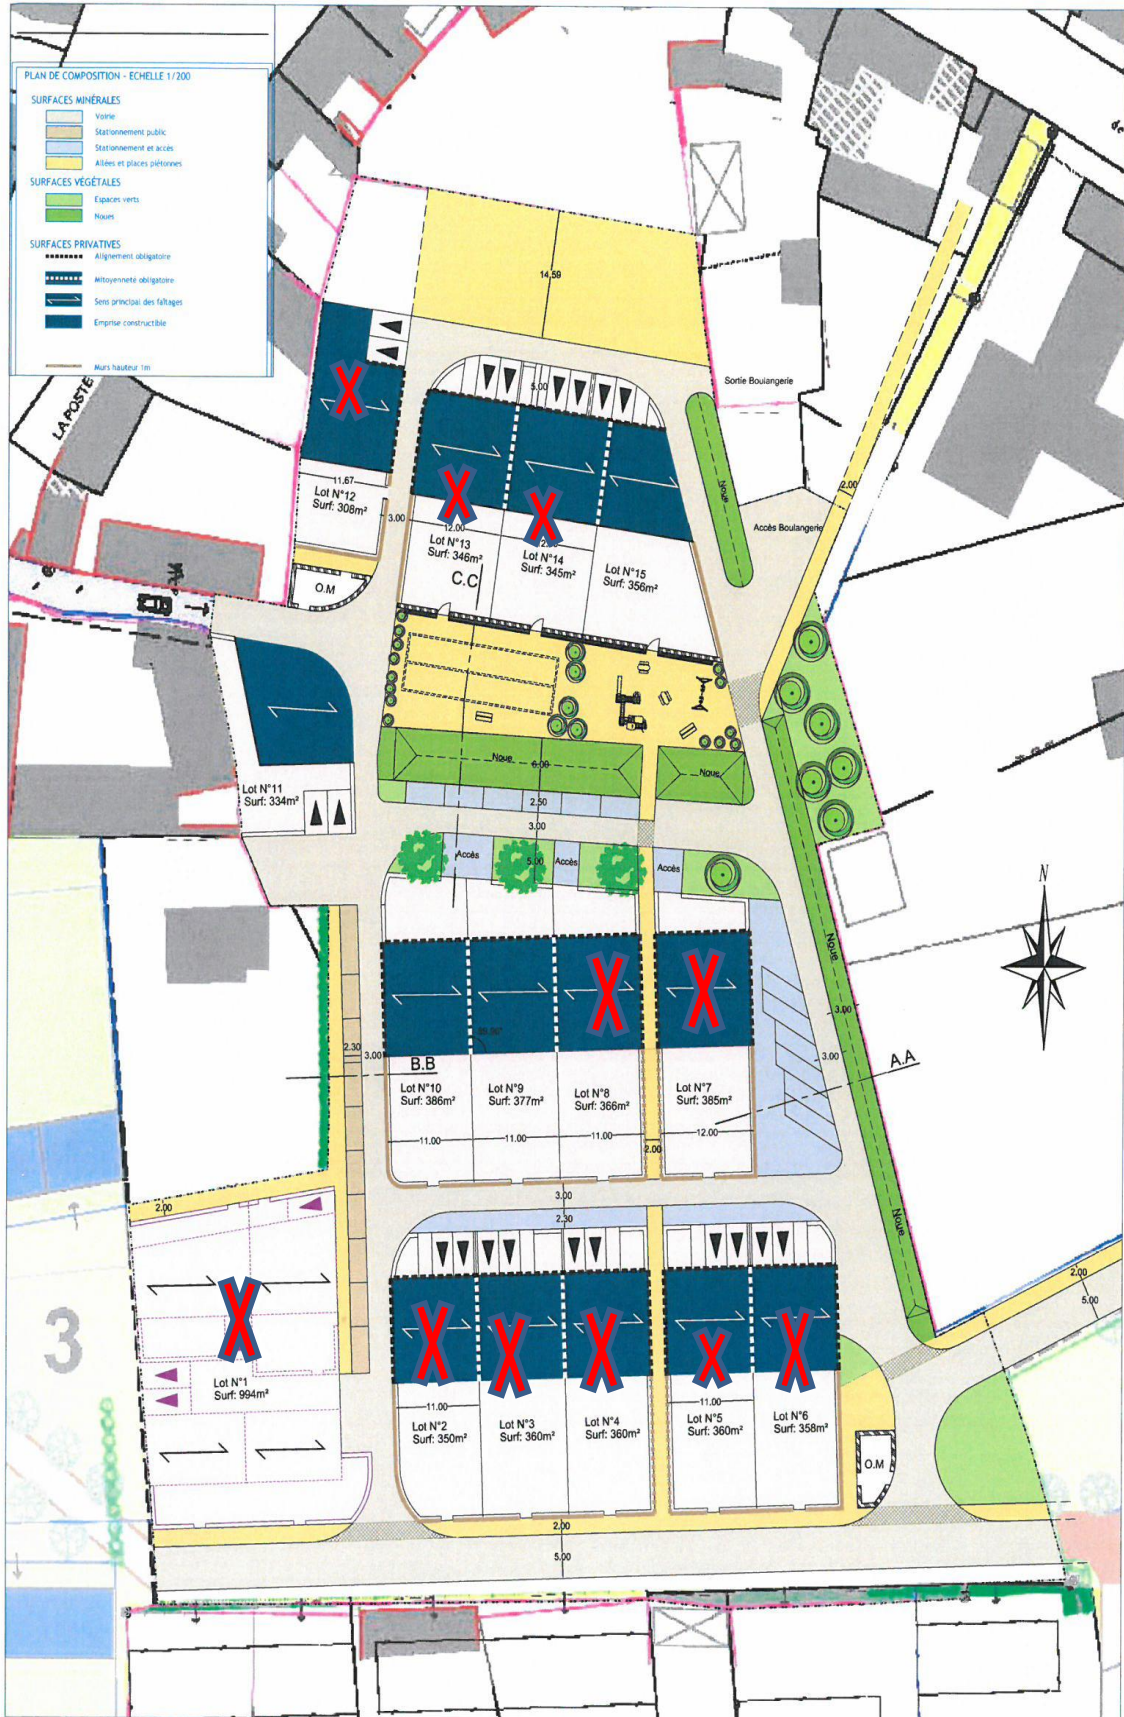 PLAN DE COMPOSITION - ECHELLE 1/200
SURFACES MINÉRALES
Voirie
Stationnement public
Stationnement et accès
Allées et places piétonnes
SURFACES VÉGÉTALES
Espaces verts
Noues
SURFACES PRIVATIVES
Alignement obligatoire
Mitoyenneté obligatoire
Sens principal des faîtages
Emprise constructible
Murs hauteur 1m
LA POSTE
14,59
Sortie Boulangerie
5.00
Noue
2.00
Accès Boulangerie
11.67
Lot N°12
Surf: 308m²
3.00
12.00
Lot N°13
Surf: 346m²
Lot N°14
Surf: 345m²
Lot N°15
Surf: 356m²
C.C
O.M
Noue
6.00
Noue
Lot N°11
Surf: 334m²
2.50
3.00
Accès
5.00
Accès
Accès
N
Noue
3.00
3.00
2.30
3.00
B.B
A.A
Lot N°10
Surf: 386m²
Lot N°9
Surf: 377m²
Lot N°8
Surf: 366m²
Lot N°7
Surf: 385m²
11.00
11.00
11.00
2.00
12.00
3.00
2.30
2.00
Noue
2.00
5.00
3
Lot N°1
Surf: 994m²
11.00
Lot N°2
Surf: 350m²
Lot N°3
Surf: 360m²
Lot N°4
Surf: 360m²
11.00
Lot N°5
Surf: 360m²
Lot N°6
Surf: 358m²
O.M
2.00
5.00